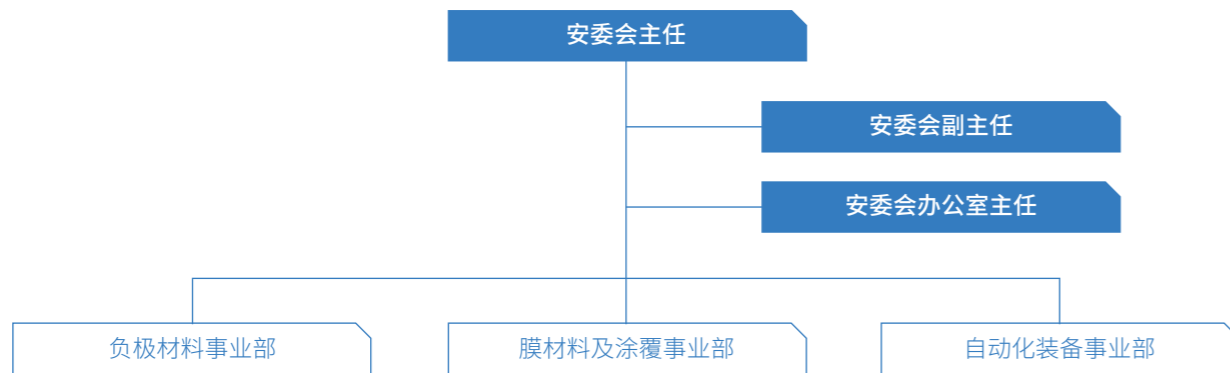 安委会主任
安委会副主任
安委会办公室主任
负极材料事业部
膜材料及涂覆事业部
自动化装备事业部